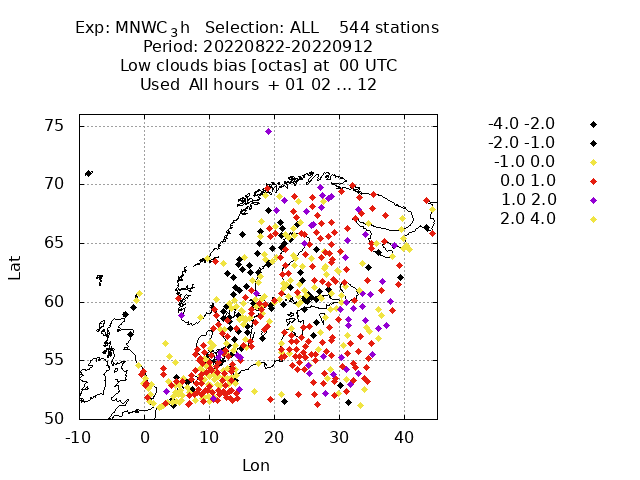 Exp: MNWC_3h   Selection: ALL    544 stations
Period: 20220822-20220912
Low clouds bias [octas] at  00 UTC
Used  All hours  + 01 02 ... 12
-4.0 -2.0
-2.0 -1.0
-1.0 0.0
0.0 1.0
1.0 2.0
2.0 4.0
75
70
65
60
55
50
Lat
-10 0 10 20 30 40
Lon